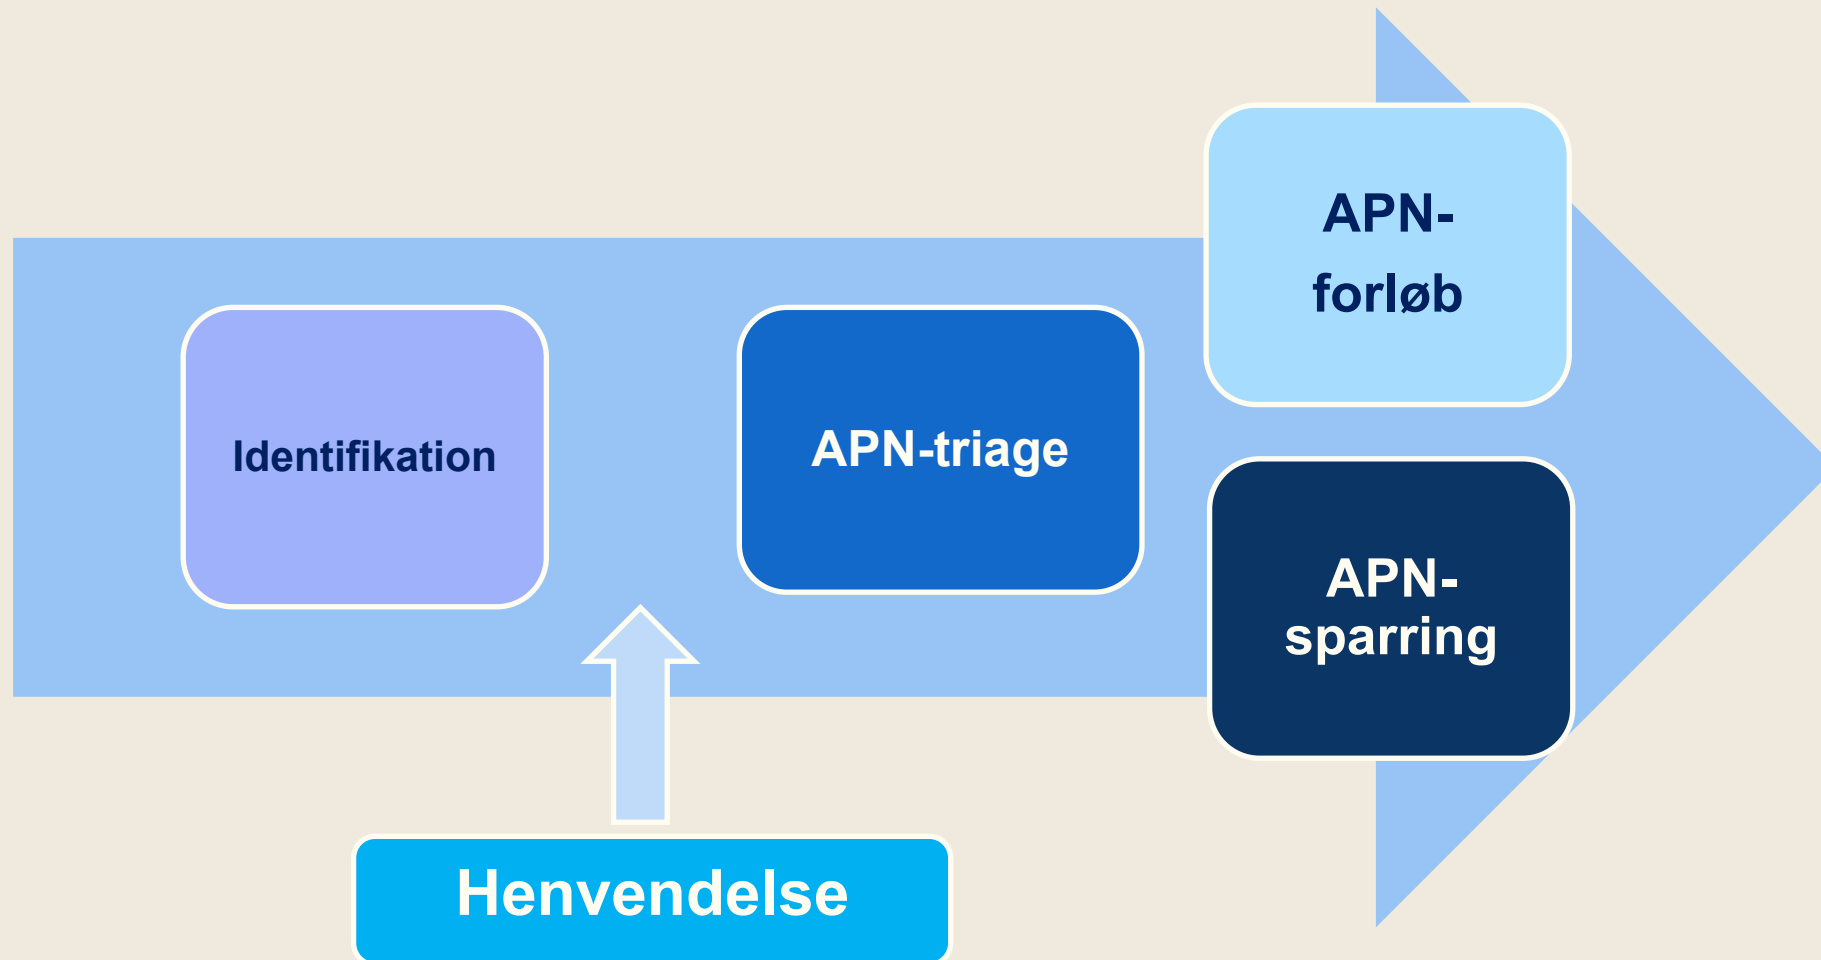 Identifikation
APN-triage
APN-
forløb
APN-
sparring
Henvendelse